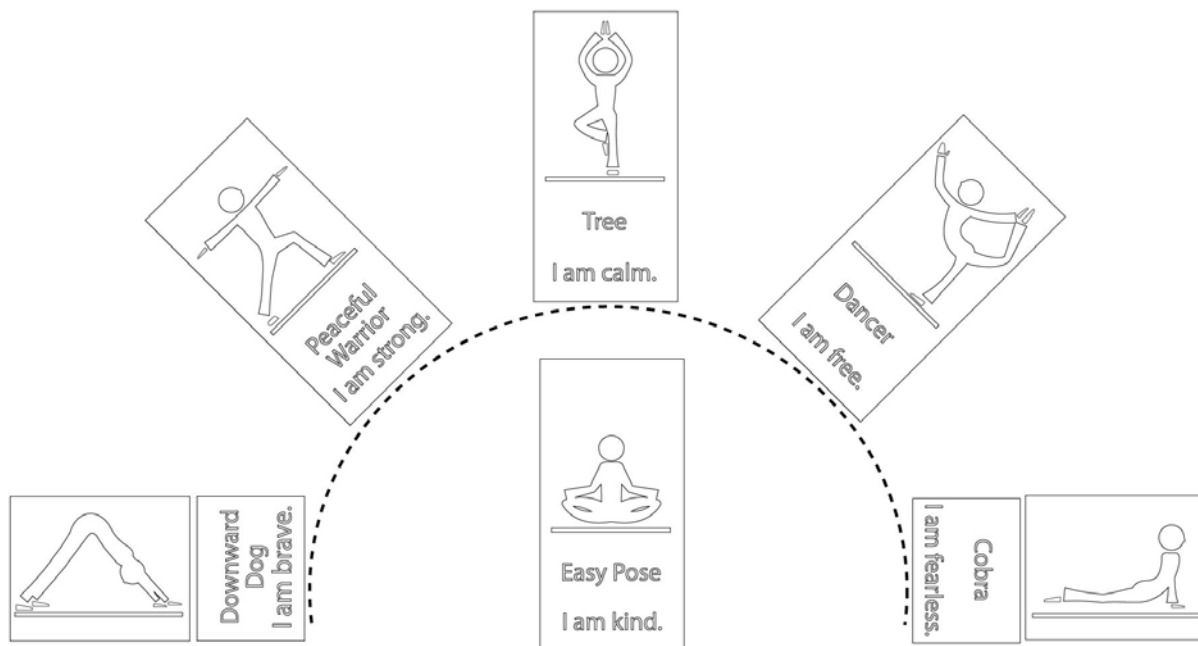 Tree
I am calm.
Peaceful
Warrior
I am strong.
Dancer
I am free.
Downward
Dog
I am brave.
Easy Pose
I am kind.
Cobra
I am fearless.